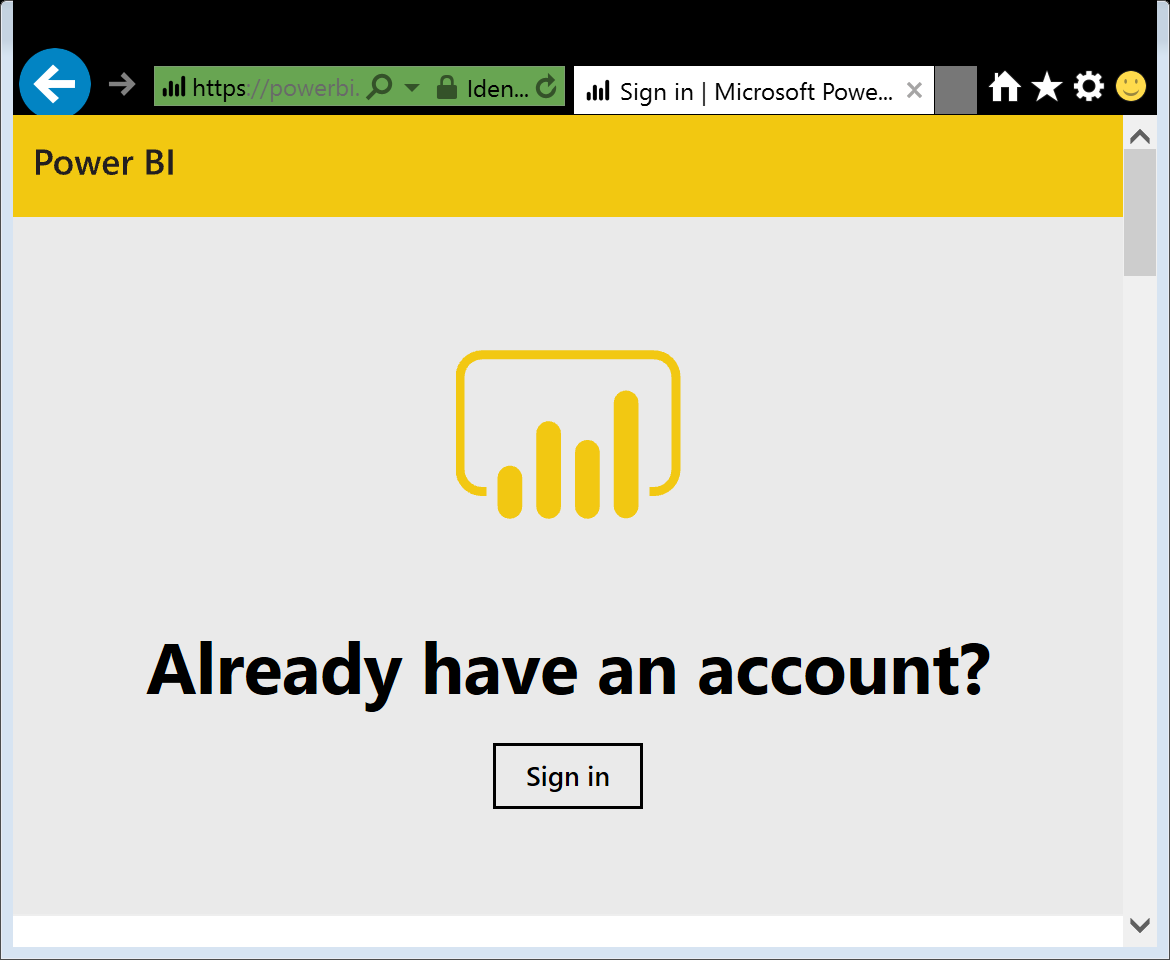 https://powerbi. Iden... Sign in | Microsoft Powe...
Power BI
Already have an account?
Sign in